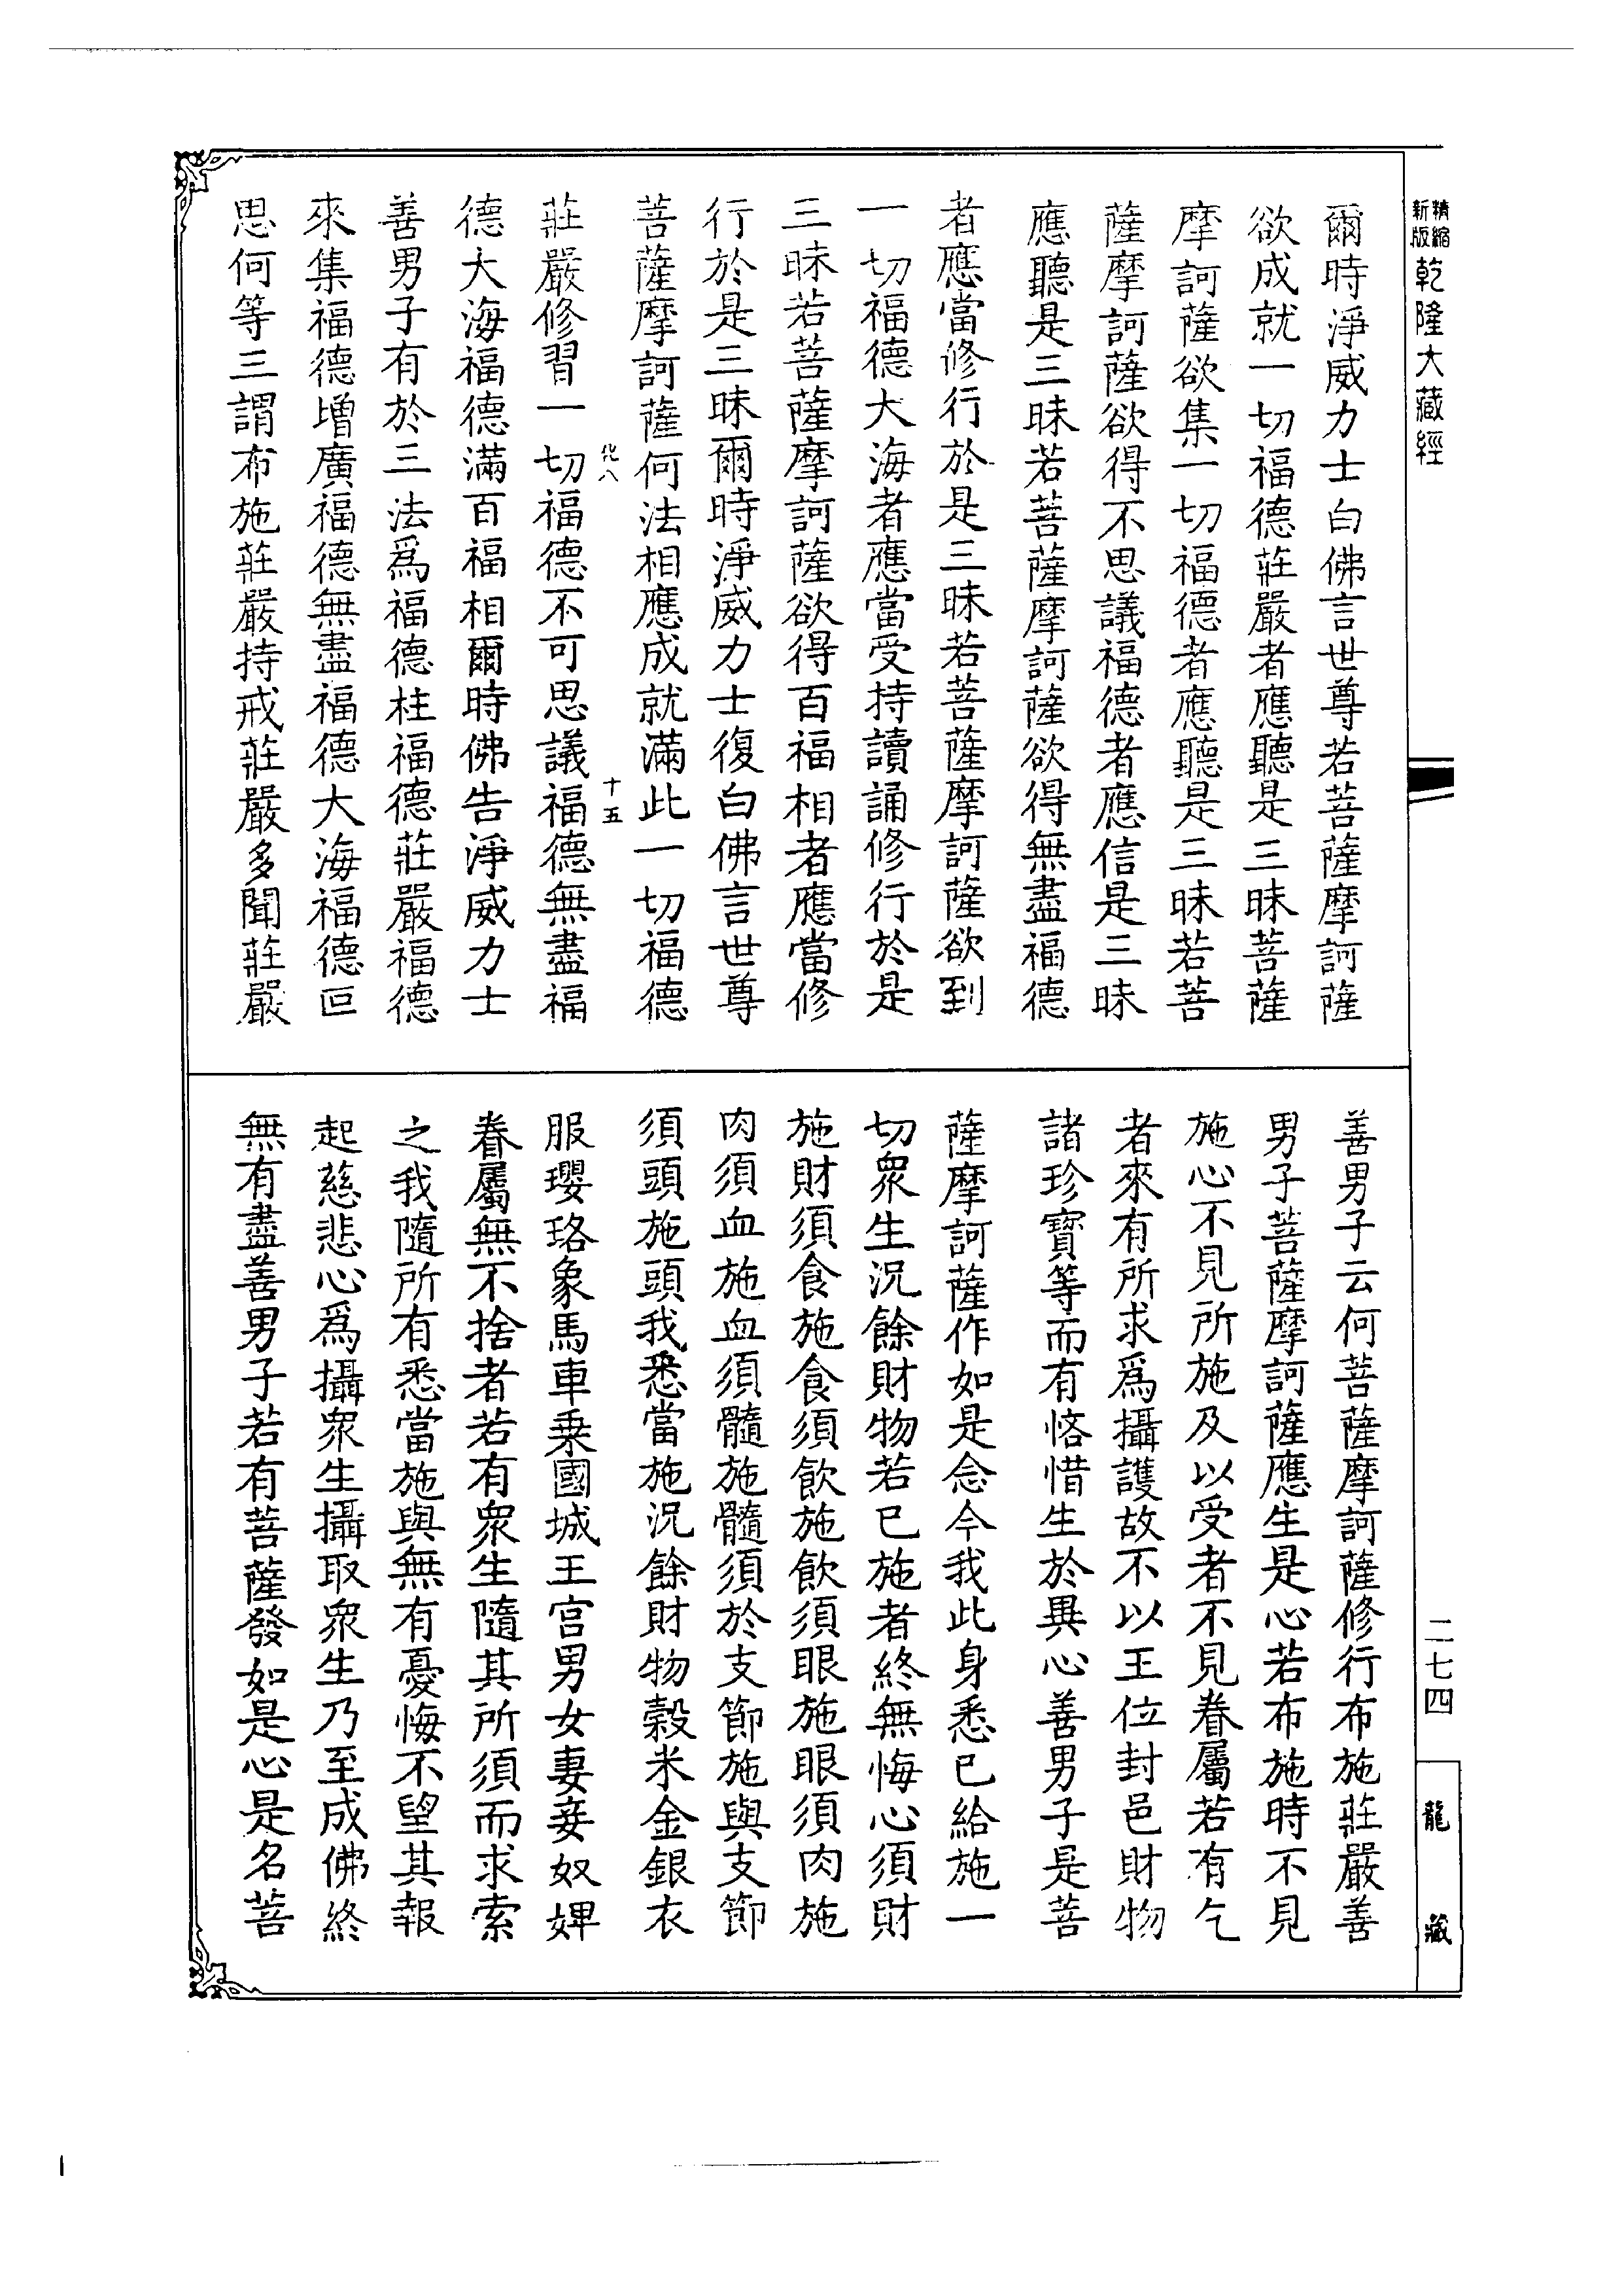 精縮新版乾隆大藏經
爾時淨威力士白佛言世尊若菩薩摩訶薩
欲成就一切福德莊嚴者應聽是三昧菩薩
摩訶薩欲集一切福德者應聽是三昧若菩
薩摩訶薩欲得不思議福德者應信是三昧
應聽是三昧若菩薩摩訶薩欲得無盡福德
者應當修行於是三昧若菩薩摩訶薩欲到
一切福德大海者應當受持讀誦修行於是
三昧若菩薩摩訶薩欲得百福相者應當修
行於是三昧爾時淨威力士復白佛言世尊
菩薩摩訶薩何法相應成就滿此一切福德
化八 十五
莊嚴修習一切福德不可思議福德無盡福
德大海福德滿百福相爾時佛告淨威力士
善男子有於三法爲福德柱福德莊嚴福德
來集福德增廣福德無盡福德大海福德叵
思何等三謂布施莊嚴持戒莊嚴多聞莊嚴
善男子云何菩薩摩訶薩修行布施莊嚴善
男子菩薩摩訶薩應生是心若布施時不見
施心不見所施及以受者不見眷屬若有乞
者來有所求爲攝護故不以王位封邑財物
諸珍寶等而有悋惜生於異心善男子是菩
薩摩訶薩作如是念今我此身悉已給施一
切衆生況餘財物若已施者終無悔心須財
施財須食施食須飲施飲須眼施眼須肉施
肉須血施血須髓施髓須於支節施與支節
須頭施頭我悉當施況餘財物穀米金銀衣
服瓔珞象馬車乗國城王宫男女妻妾奴婢
眷屬無不捨者若有衆生隨其所須而求索
之我隨所有悉當施與無有憂悔不望其報
起慈悲心爲攝衆生攝取衆生乃至成佛終
無有盡善男子若有菩薩發如是心是名菩
二七四
龍藏